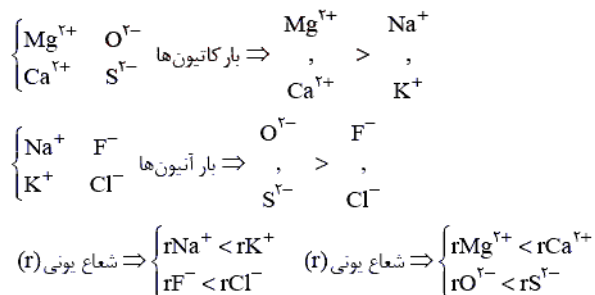 Mg²⁺ O²⁻ بار کاتیون‌ها ⇒ Mg²⁺ , Ca²⁺ > Na⁺ , K⁺
Ca²⁺ S²⁻
Na⁺ F⁻ بار آنیون‌ها ⇒ O²⁻ , S²⁻ > F⁻ , Cl⁻
K⁺ Cl⁻
شعاع یونی (r) ⇒ { rNa⁺ < rK⁺ شعاع یونی (r) ⇒ { rMg²⁺ < rCa²⁺
rF⁻ < rCl⁻ rO²⁻ < rS²⁻